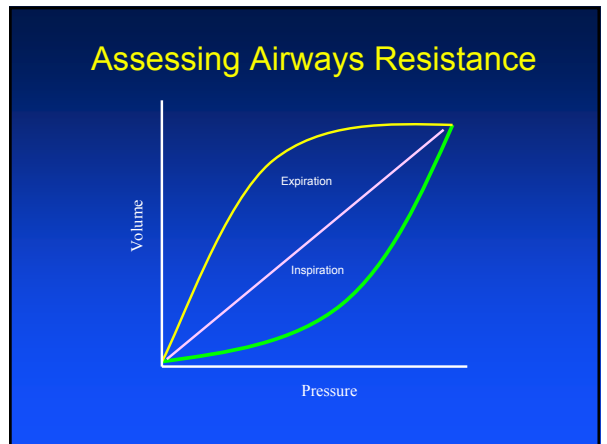 Assessing Airways Resistance
Expiration
Volume
Inspiration
Pressure